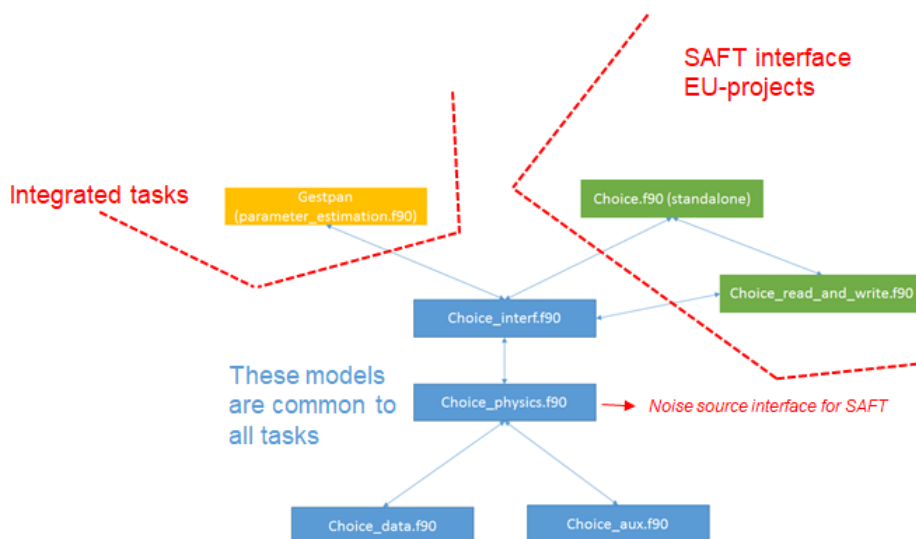 SAFT interface
EU-projects
Integrated tasks
Gestpan
(parameter_estimation.f90)
Choice.f90 (standalone)
Choice_read_and_write.f90
Choice_interf.f90
These models
are common to
all tasks
Choice_physics.f90
Noise source interface for SAFT
Choice_data.f90
Choice_aux.f90